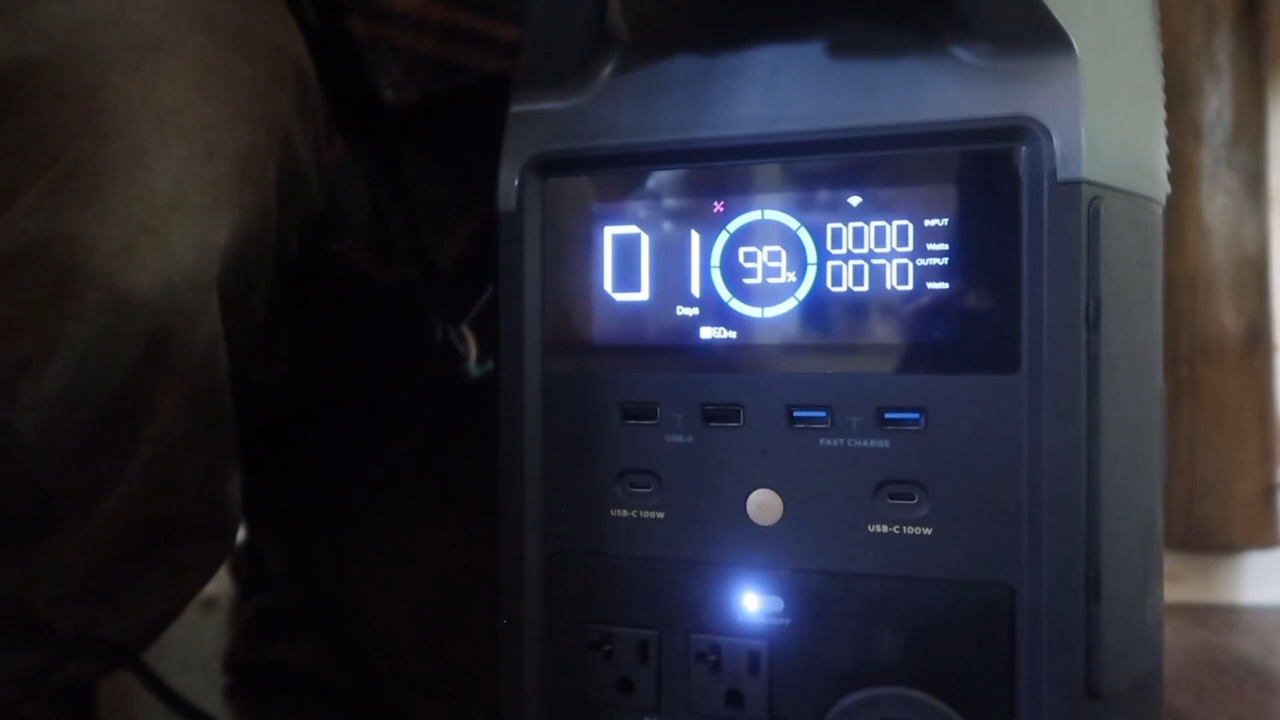 01
Days
99%
0000 INPUT Watts
0070 OUTPUT Watts
60Hz
USB-A
FAST CHARGE
USB-C 100W
USB-C 100W